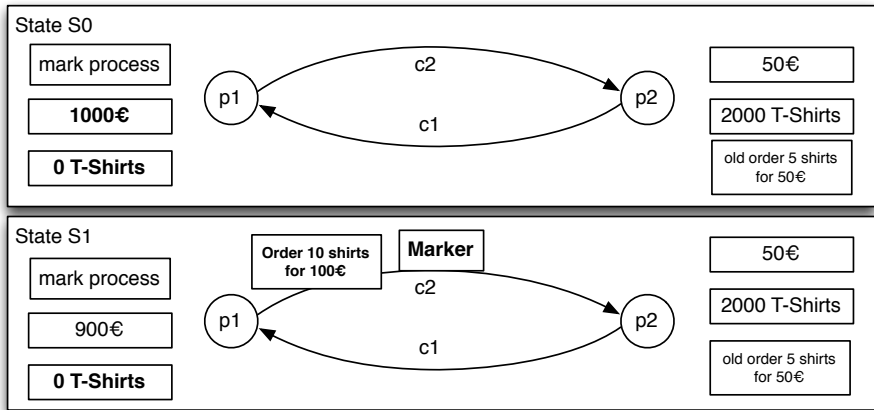 State S0
mark process
1000€
0 T-Shirts
p1
c2
c1
p2
50€
2000 T-Shirts
old order 5 shirts
for 50€
State S1
mark process
900€
0 T-Shirts
Order 10 shirts
for 100€
Marker
p1
c2
c1
p2
50€
2000 T-Shirts
old order 5 shirts
for 50€